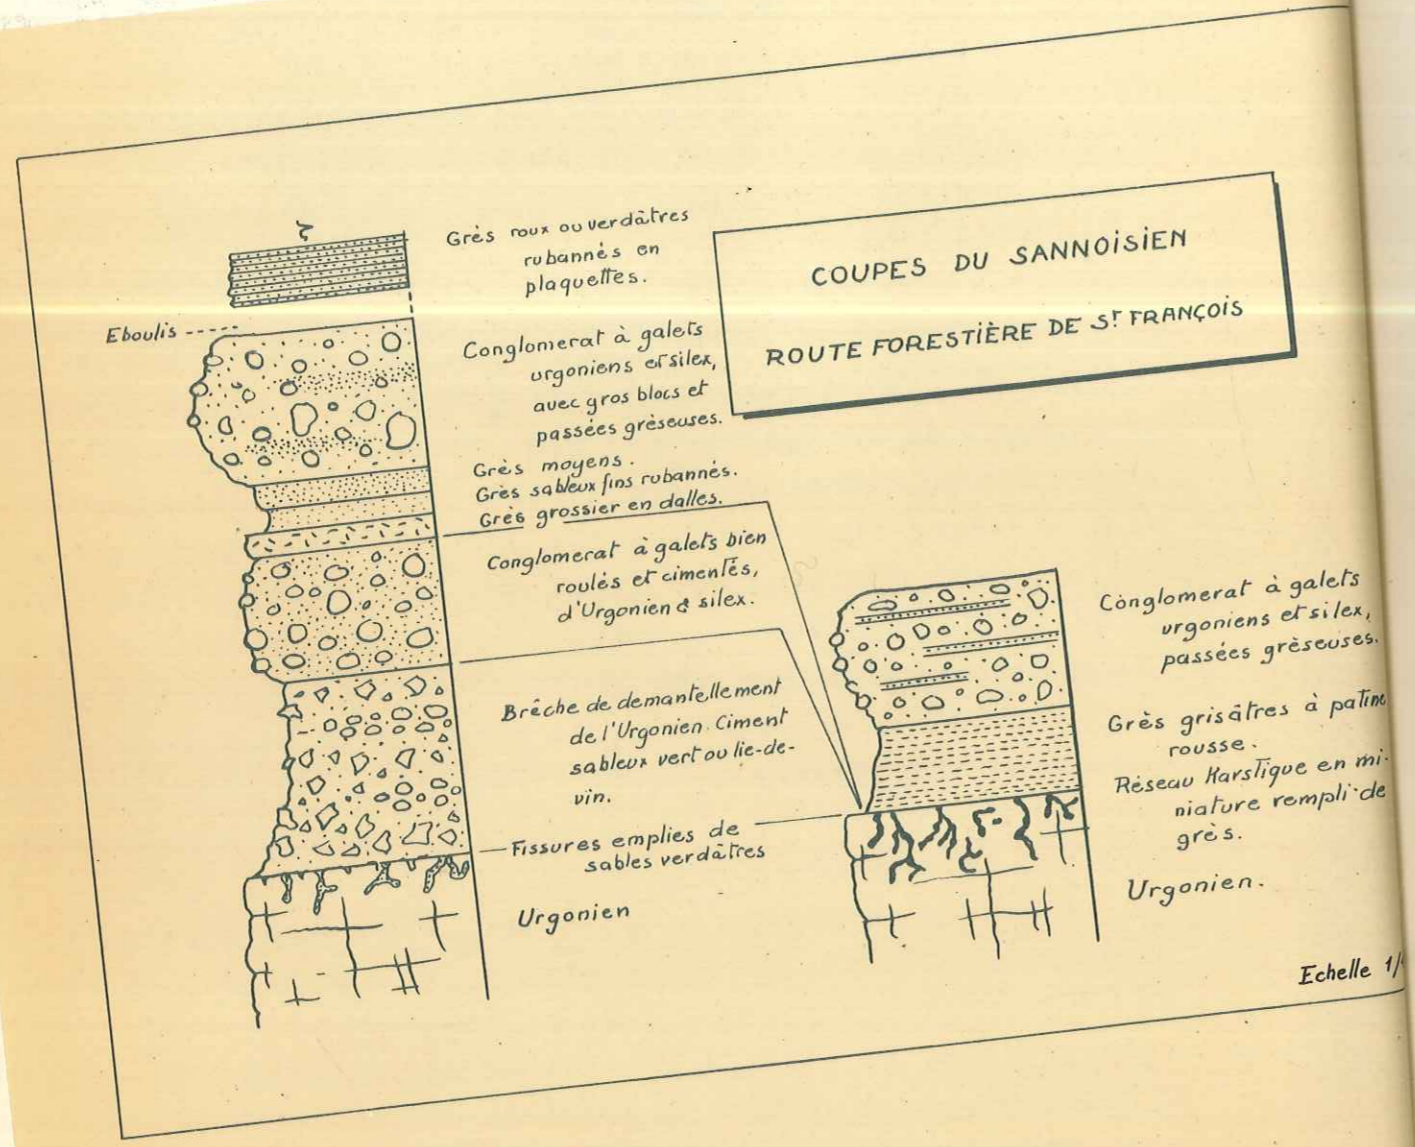 COUPES DU SANNOISIEN
ROUTE FORESTIÈRE DE St FRANÇOIS
Grès roux ou verdâtres
rubannés en
plaquettes.
Eboulis
Conglomerat à galets
urgoniens et silex,
avec gros blocs et
passées grèseuses.
Grès moyens.
Grès sableux fins rubannés.
Grès grossier en dalles.
Conglomerat à galets bien
roulés et cimentés,
d'Urgonien & silex.
Brêche de demantellement
de l'Urgonien. Ciment
sableux vert ou lie-de-
vin.
Fissures emplies de
sables verdâtres
Urgonien
Conglomerat à galets
urgoniens et silex,
passées grèseuses.
Grès grisâtres à patine
rousse.
Réseau Karstique en mi-
niature rempli de
grès.
Urgonien.
Echelle 1/